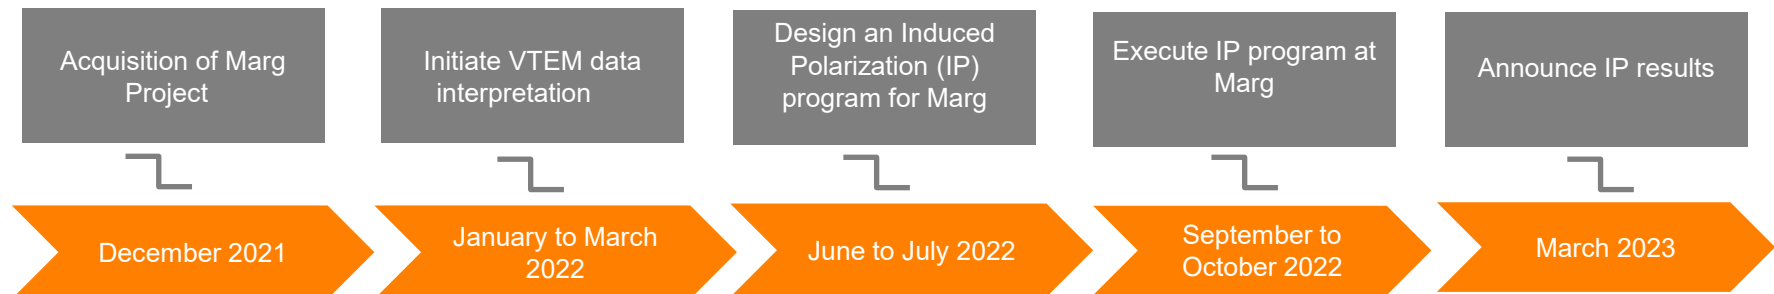 Acquisition of Marg
Project
Initiate VTEM data
interpretation
Design an Induced
Polarization (IP)
program for Marg
Execute IP program at
Marg
Announce IP results
December 2021
January to March
2022
June to July 2022
September to
October 2022
March 2023